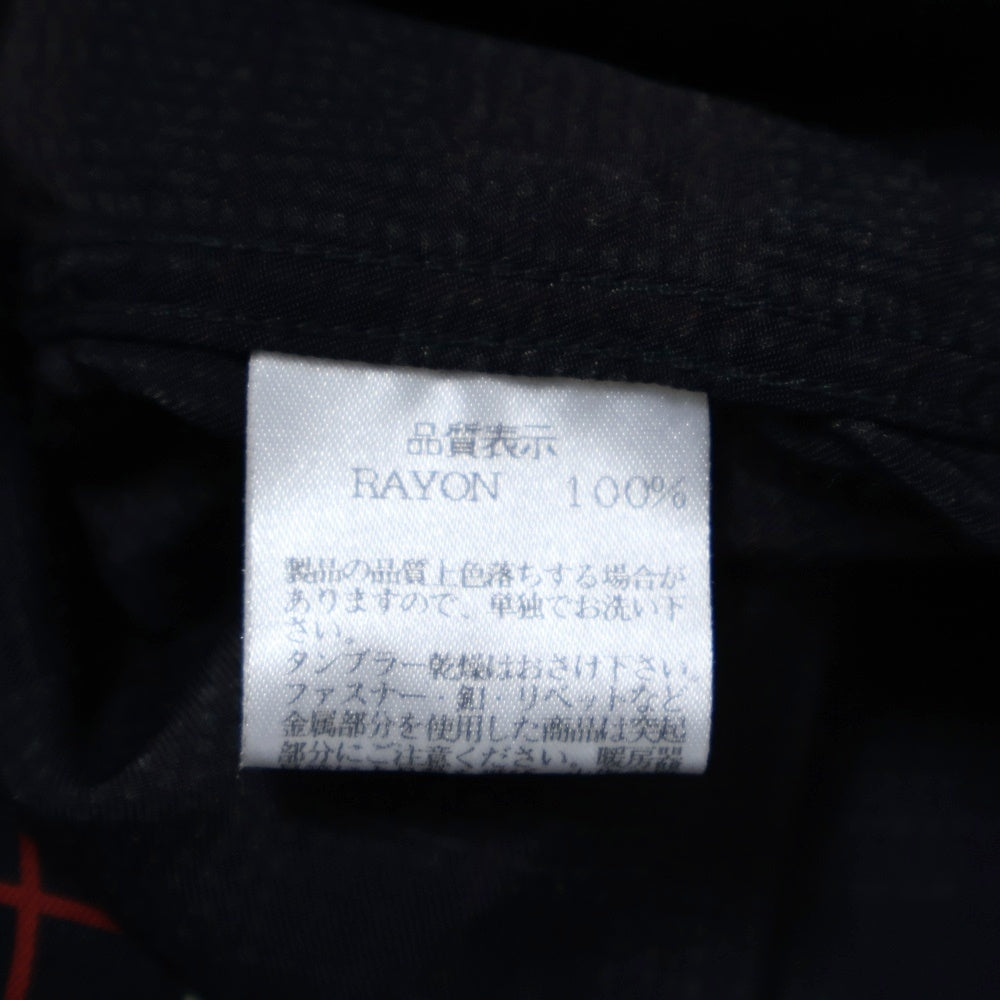 品質表示
RAYON 100%
製品の品質上色落ちする場合が
ありますので、単独でお洗い下
さい。
タンブラー乾燥はおさけ下さい。
ファスナー・釦・リベットなど
金属部分を使用した商品は突起
部分にご注意ください。暖房器